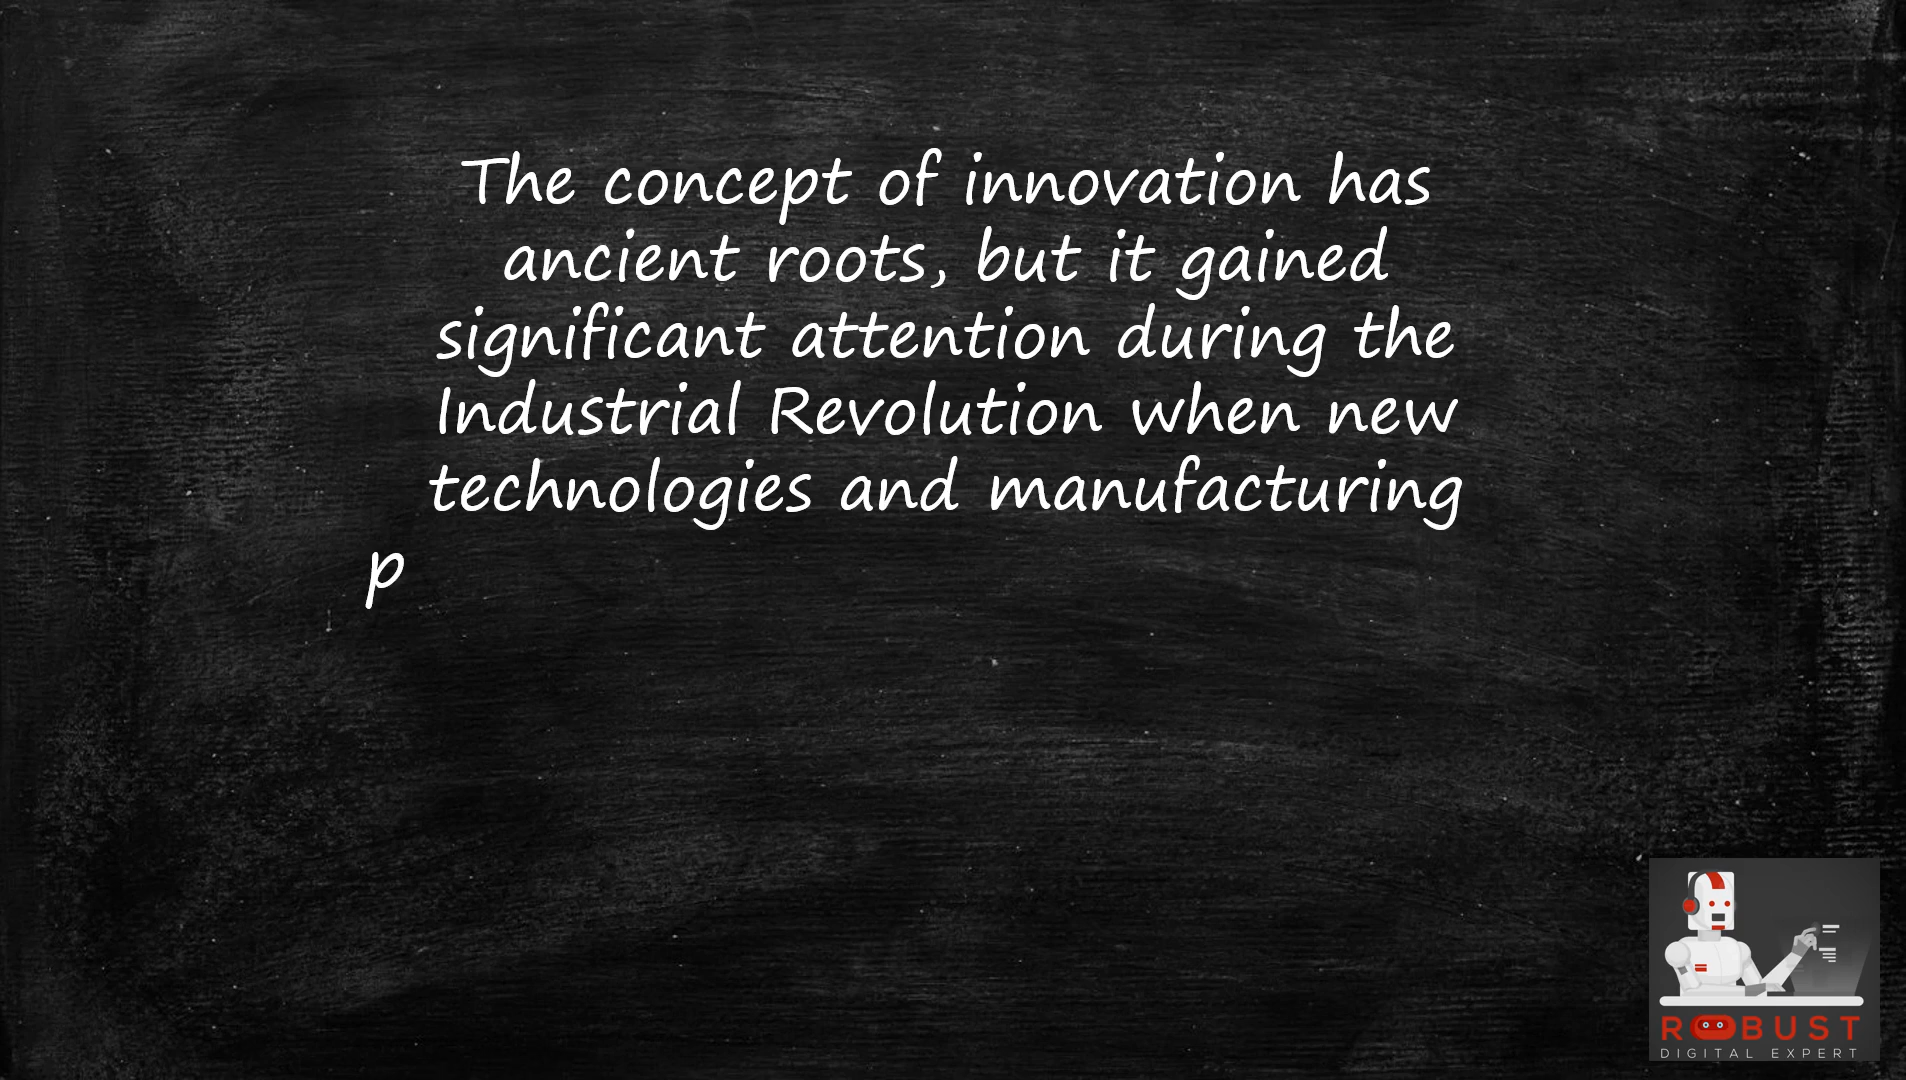 The concept of innovation has
ancient roots, but it gained
significant attention during the
Industrial Revolution when new
technologies and manufacturing
p
ROBUST
DIGITAL EXPERT